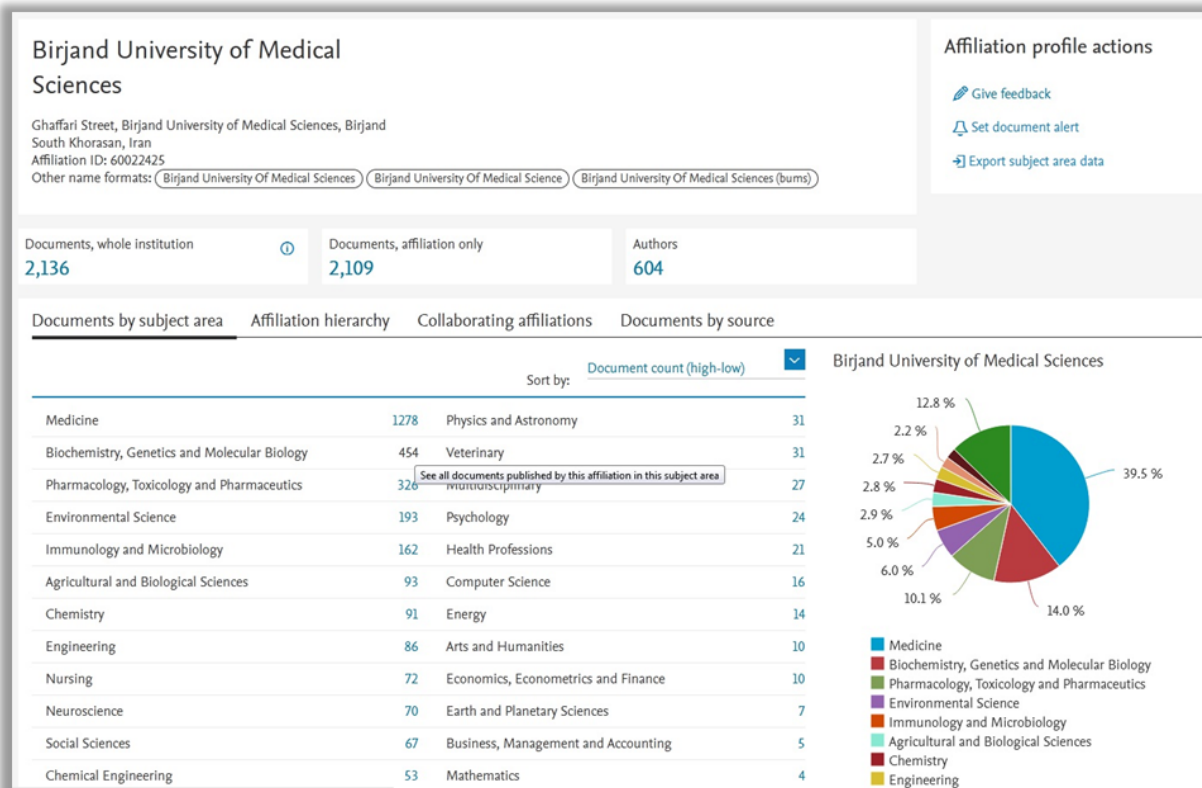 Birjand University of Medical
Sciences
Ghaffari Street, Birjand University of Medical Sciences, Birjand
South Khorasan, Iran
Affiliation ID: 60022425
Other name formats: Birjand University Of Medical Sciences Birjand University Of Medical Science Birjand University Of Medical Sciences (bums)
Affiliation profile actions
Give feedback
Set document alert
Export subject area data
Documents, whole institution
2,136
Documents, affiliation only
2,109
Authors
604
Documents by subject area Affiliation hierarchy Collaborating affiliations Documents by source
Sort by: Document count (high-low)
Medicine 1278 Physics and Astronomy 31
Biochemistry, Genetics and Molecular Biology 454 Veterinary 31
See all documents published by this affiliation in this subject area
Pharmacology, Toxicology and Pharmaceutics 326 Multidisciplinary 27
Environmental Science 193 Psychology 24
Immunology and Microbiology 162 Health Professions 21
Agricultural and Biological Sciences 93 Computer Science 16
Chemistry 91 Energy 14
Engineering 86 Arts and Humanities 10
Nursing 72 Economics, Econometrics and Finance 10
Neuroscience 70 Earth and Planetary Sciences 7
Social Sciences 67 Business, Management and Accounting 5
Chemical Engineering 53 Mathematics 4
Birjand University of Medical Sciences
12.8 %
2.2 %
2.7 %
2.8 %
2.9 %
5.0 %
6.0 %
10.1 %
14.0 %
39.5 %
Medicine
Biochemistry, Genetics and Molecular Biology
Pharmacology, Toxicology and Pharmaceutics
Environmental Science
Immunology and Microbiology
Agricultural and Biological Sciences
Chemistry
Engineering